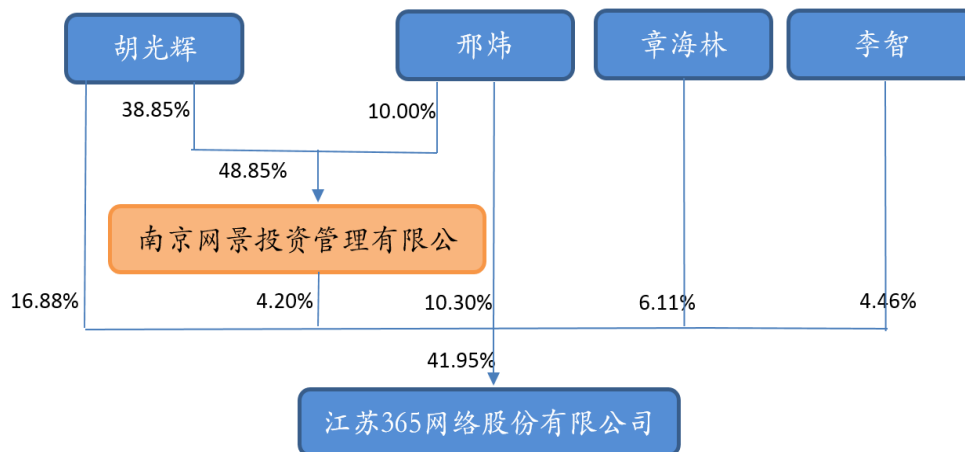 胡光辉
邢炜
章海林
李智
38.85%
10.00%
48.85%
南京网景投资管理有限公
16.88%
4.20%
10.30%
6.11%
4.46%
41.95%
江苏365网络股份有限公司